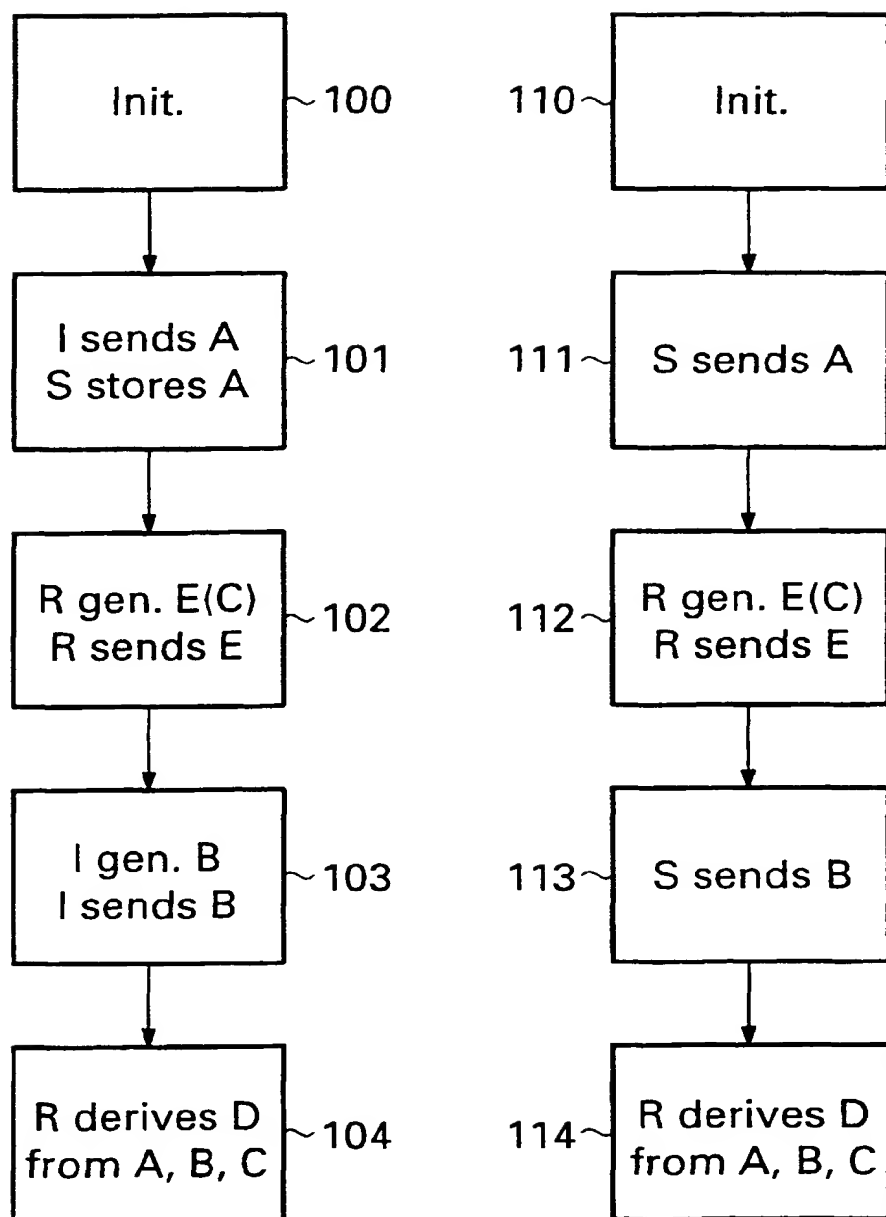 Init.
100
I sends A
S stores A
101
R gen. E(C)
R sends E
102
I gen. B
I sends B
103
R derives D
from A, B, C
104
110
Init.
111
S sends A
112
R gen. E(C)
R sends E
113
S sends B
114
R derives D
from A, B, C